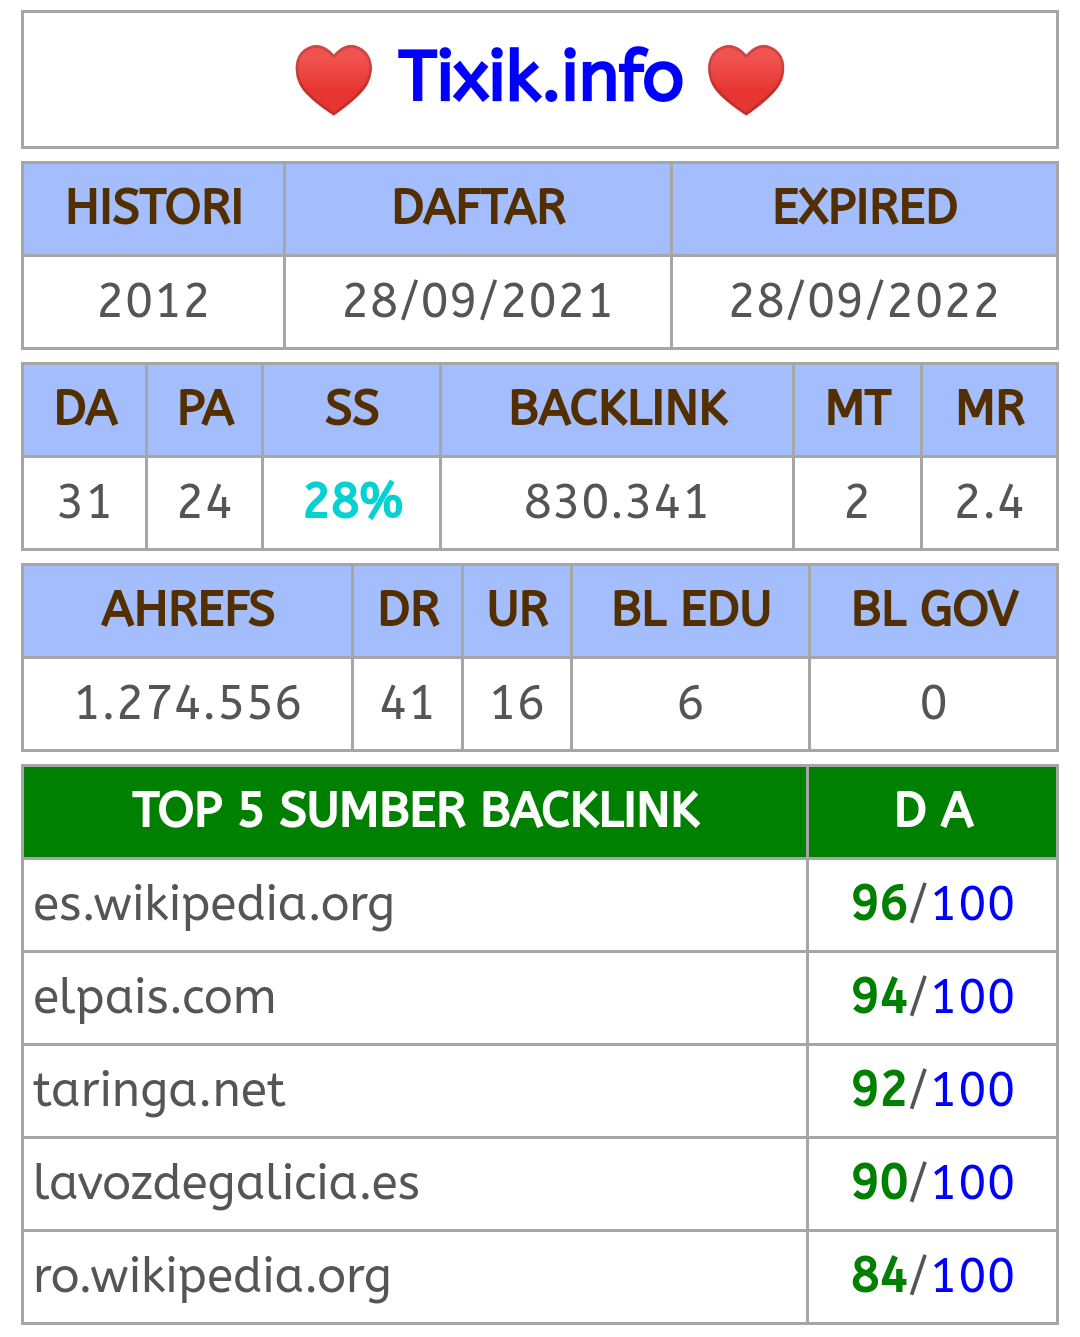 Tixik.info
HISTORI DAFTAR EXPIRED
2012 28/09/2021 28/09/2022
DA PA SS BACKLINK MT MR
31 24 28% 830.341 2 2.4
AHREFS DR UR BL EDU BL GOV
1.274.556 41 16 6 0
TOP 5 SUMBER BACKLINK D A
es.wikipedia.org 96/100
elpais.com 94/100
taringa.net 92/100
lavozdegalicia.es 90/100
ro.wikipedia.org 84/100